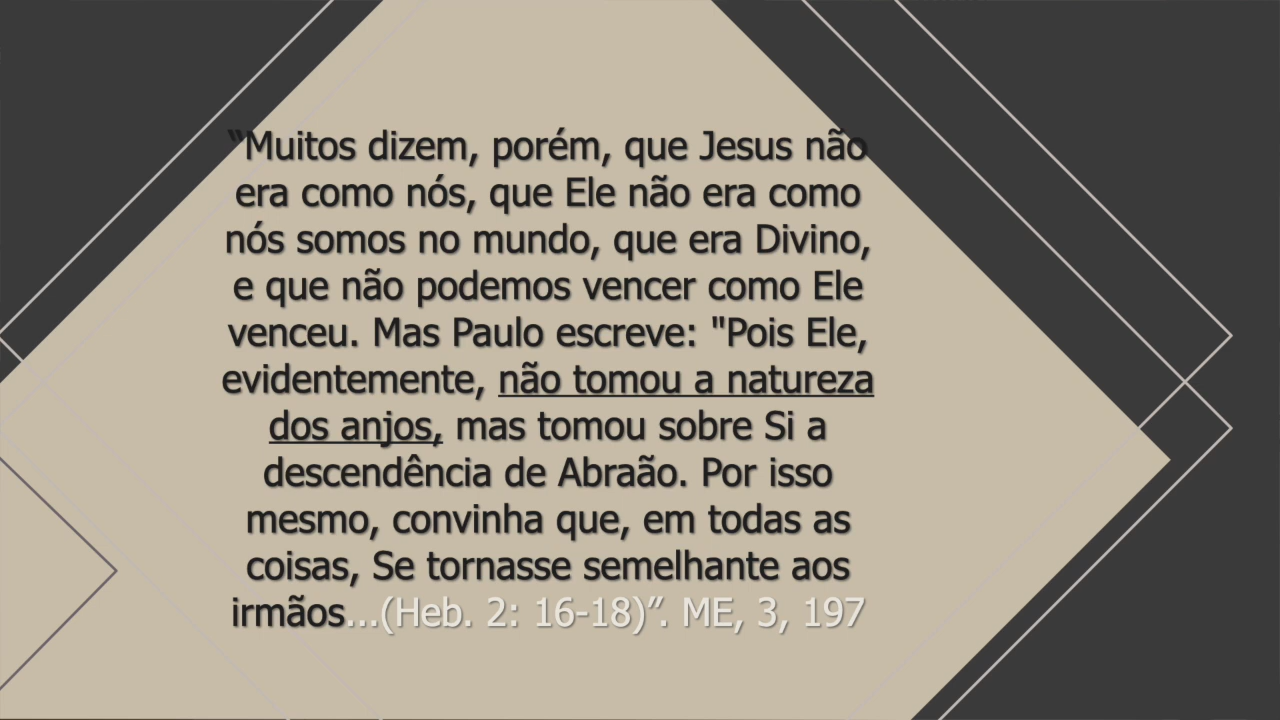 “Muitos dizem, porém, que Jesus não
era como nós, que Ele não era como
nós somos no mundo, que era Divino,
e que não podemos vencer como Ele
venceu. Mas Paulo escreve: "Pois Ele,
evidentemente, não tomou a natureza
dos anjos, mas tomou sobre Si a
descendência de Abraão. Por isso
mesmo, convinha que, em todas as
coisas, Se tornasse semelhante aos
irmãos...(Heb. 2: 16-18)”. ME, 3, 197